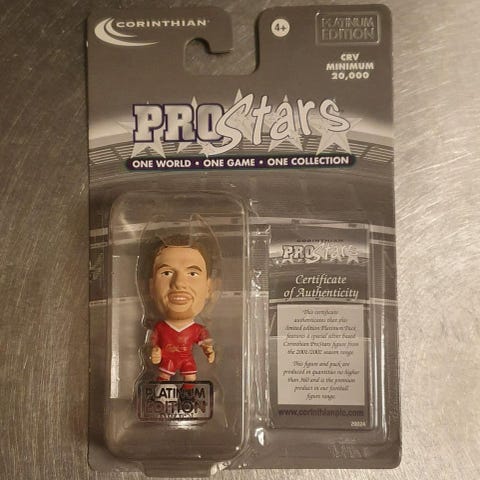 CORINTHIAN
4+
PLATINUM
EDITION
CRV
MINIMUM
20,000
PROStars
ONE WORLD • ONE GAME • ONE COLLECTION
CORINTHIAN
PROStars
Certificate
of Authenticity
This certificate
authenticates that this
limited edition Platinum Pack
features a special silver based
Corinthian ProStars figure from
the 2001/2002 season range.
This figure and pack are
produced in quantities no higher
than 500 and is the premium
product in our football
figure range.
www.corinthianplc.com
PLATINUM
EDITION